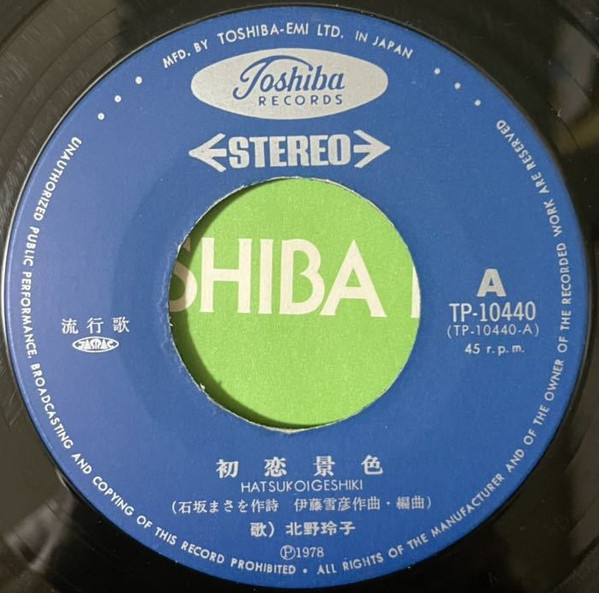 MFD. BY TOSHIBA-EMI LTD. IN JAPAN
Toshiba
RECORDS
STEREO
SHIBA
A
TP-10440
(TP-10440-A)
45 r.p.m.
流行歌
JASRAC
初恋景色
HATSUKOIGESHIKI
(石坂まさを作詩 伊藤雪彦作曲・編曲)
歌) 北野玲子
Ⓟ1978
UNAUTHORIZED PUBLIC PERFORMANCE, BROADCASTING AND COPYING OF THIS RECORD PROHIBITED • ALL RIGHTS OF THE MANUFACTURER AND OF THE OWNER OF THE RECORDED WORK ARE RESERVED